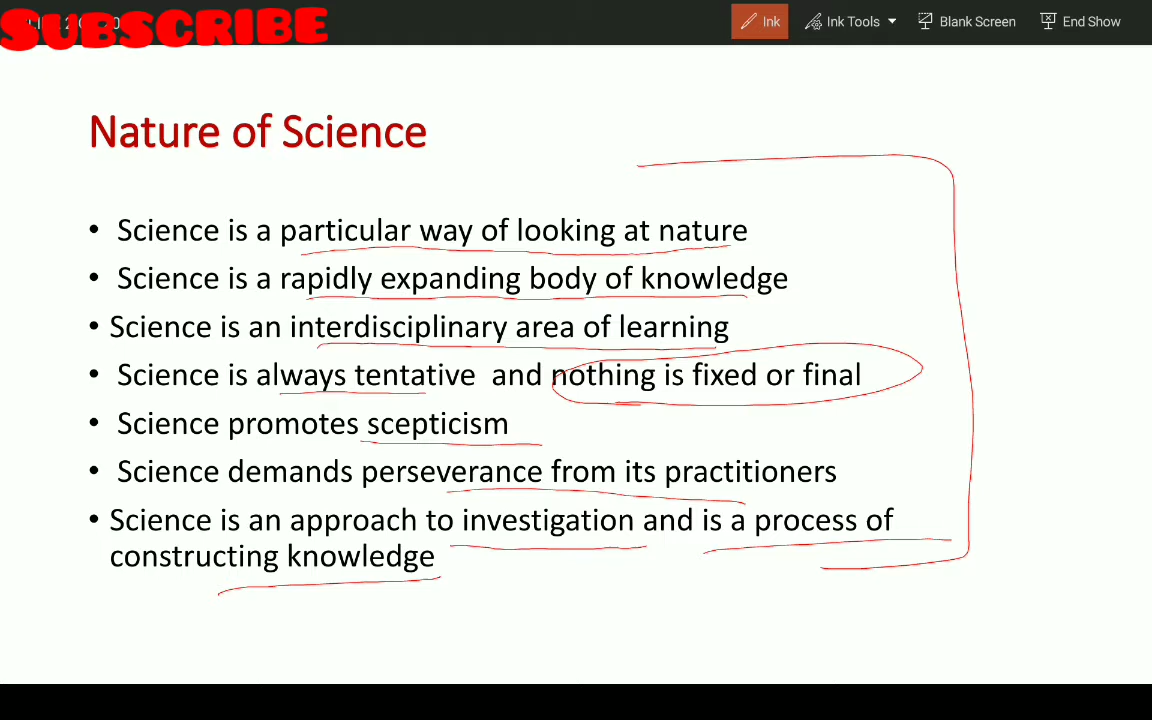 SUBSCRIBE
Ink Ink Tools Blank Screen End Show
Nature of Science
• Science is a particular way of looking at nature
• Science is a rapidly expanding body of knowledge
• Science is an interdisciplinary area of learning
• Science is always tentative and nothing is fixed or final
• Science promotes scepticism
• Science demands perseverance from its practitioners
• Science is an approach to investigation and is a process of
constructing knowledge